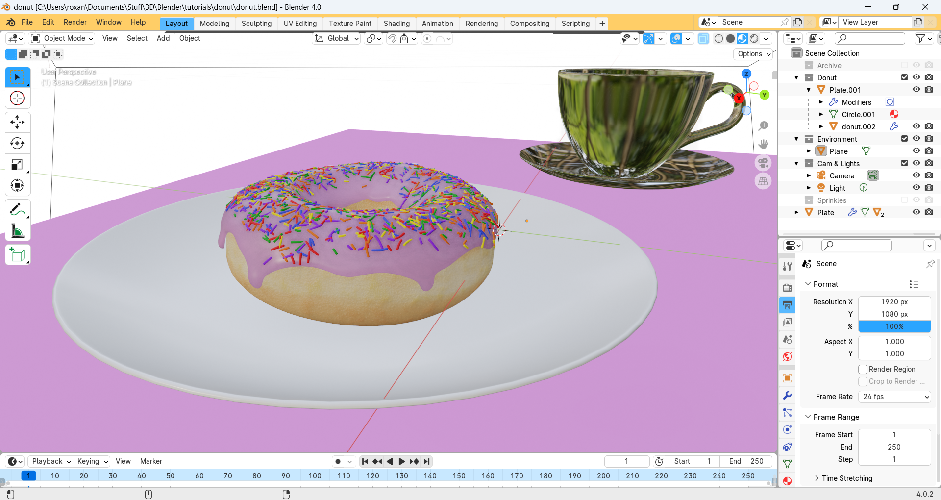 donut [C:\Users\roxan\Documents\Stuff\3D\Blender\tutorials\donut\donut.blend] - Blender 4.0
File Edit Render Window Help Layout Modeling Sculpting UV Editing Texture Paint Shading Animation Rendering Compositing Scripting + Scene View Layer
Object Mode View Select Add Object Global
Options
User Perspective
(1) Scene Collection | Plane
Z
X
Y
Scene Collection
Archive
Donut
Plate.001
Modifiers
Circle.001
donut.002
Environment
Plane
Cam & Lights
Camera
Light
Sprinkles
Plate 2
Scene
Format
Resolution X 1920 px
Y 1080 px
% 100%
Aspect X 1.000
Y 1.000
Render Region
Crop to Render ...
Frame Rate 24 fps
Frame Range
Frame Start 1
End 250
Step 1
Time Stretching
Playback Keying View Marker 1 Start 1 End 250
1 10 20 30 40 50 60 70 80 90 100 110 120 130 140 150 160 170 180 190 200 210 220 230 240 250
4.0.2